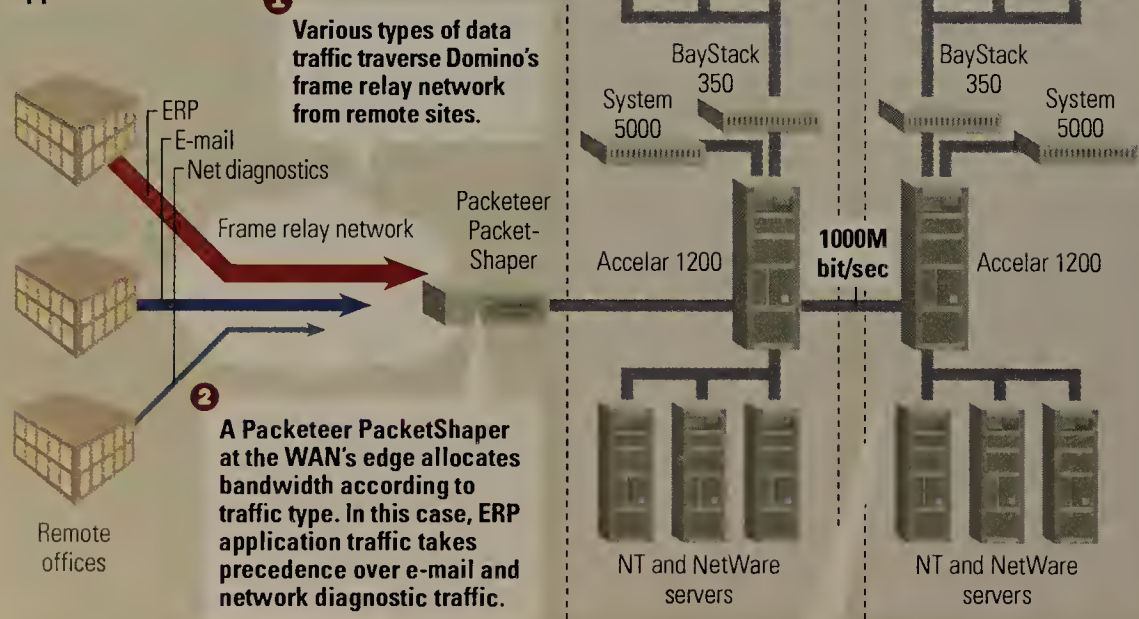 1
Various types of data
traffic traverse Domino's
frame relay network
from remote sites.
ERP
E-mail
Net diagnostics
Frame relay network
Packeteer
Packet-
Shaper
2
A Packeteer PacketShaper
at the WAN's edge allocates
bandwidth according to
traffic type. In this case, ERP
application traffic takes
precedence over e-mail and
network diagnostic traffic.
Remote
offices
BayStack
350
System
5000
Accelar 1200
1000M
bit/sec
NT and NetWare
servers
BayStack
350
System
5000
Accelar 1200
NT and NetWare
servers